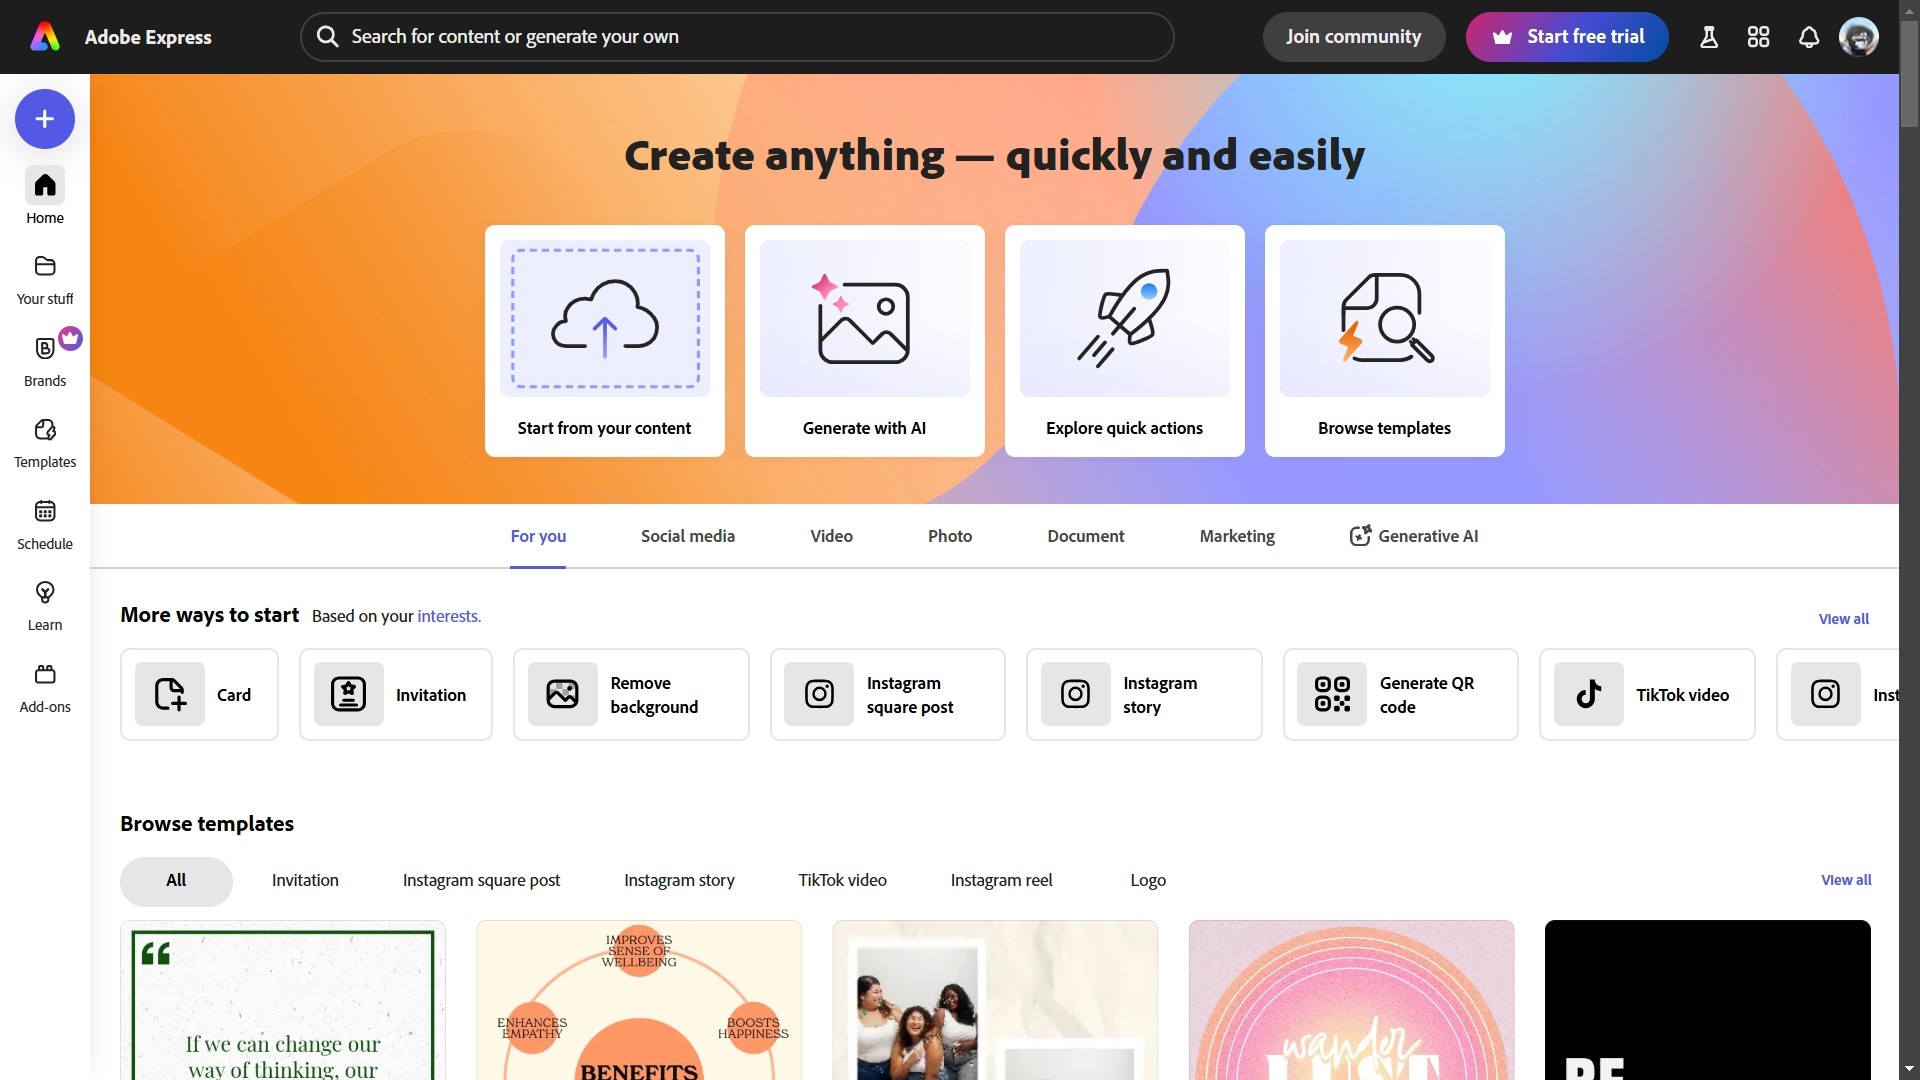 Adobe Express
Search for content or generate your own
Join community
Start free trial
Home
Your stuff
Brands
Templates
Schedule
Learn
Add-ons
Create anything — quickly and easily
Start from your content
Generate with AI
Explore quick actions
Browse templates
For you
Social media
Video
Photo
Document
Marketing
Generative AI
More ways to start
Based on your interests.
View all
Card
Invitation
Remove
background
Instagram
square post
Instagram
story
Generate QR
code
TikTok video
Browse templates
All
Invitation
Instagram square post
Instagram story
TikTok video
Instagram reel
Logo
View all
“
If we can change our
way of thinking, our
IMPROVES
SENSE OF
WELLBEING
ENHANCES
EMPATHY
BOOSTS
HAPPINESS
BENEFITS
wander